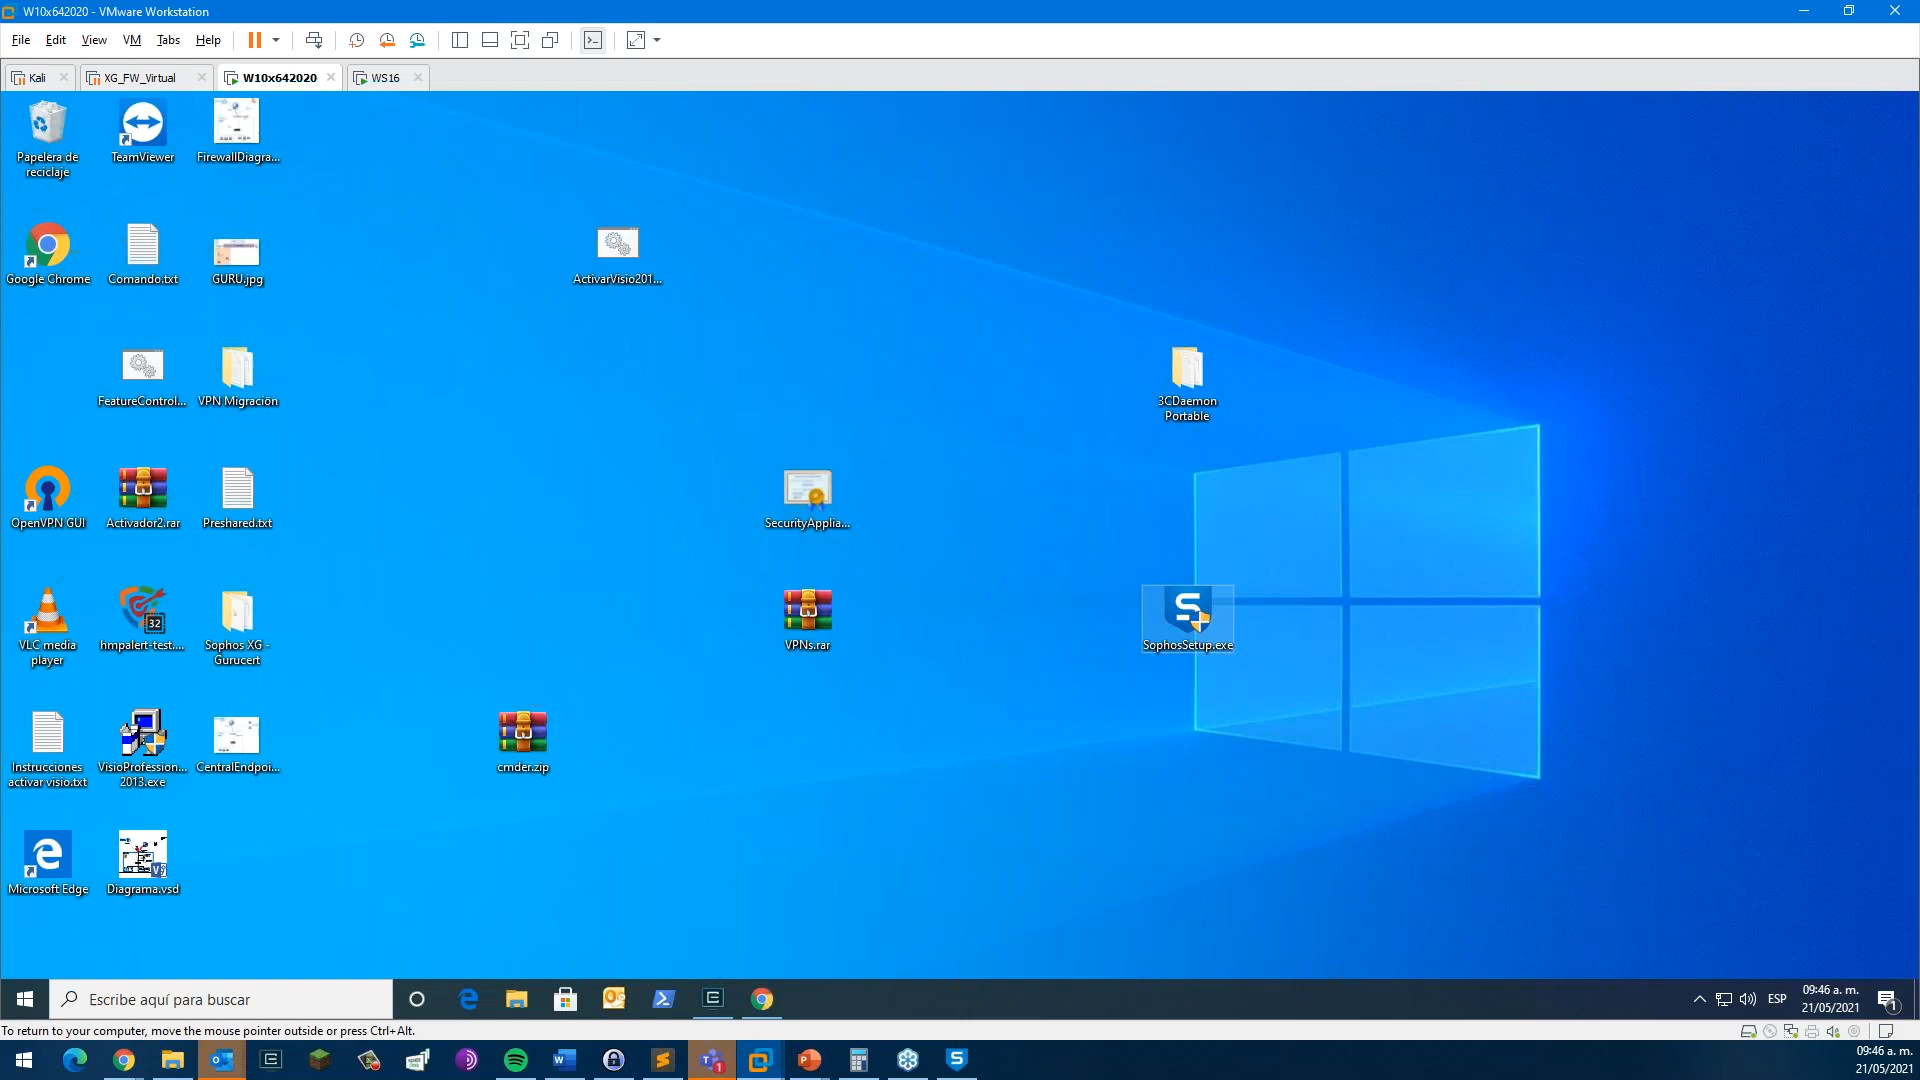 W10x642020 - VMware Workstation
File Edit View VM Tabs Help
Kali XG_FW_Virtual W10x642020 WS16
Papelera de
reciclaje
TeamViewer
FirewallDiagra...
Google Chrome
Comando.txt
GURU.jpg
ActivarVisio201...
FeatureControl...
VPN Migración
3CDaemon
Portable
OpenVPN GUI
Activador2.rar
Preshared.txt
SecurityApplia...
VLC media
player
32
hmpalert-test....
Sophos XG -
Gurucert
VPNs.rar
SophosSetup.exe
Instrucciones
activar visio.txt
VisioProfession...
2013.exe
CentralEndpoi...
cmder.zip
Microsoft Edge
Diagrama.vsd
Escribe aquí para buscar
ESP
09:46 a. m.
21/05/2021
1
To return to your computer, move the mouse pointer outside or press Ctrl+Alt.
1
09:46 a. m.
21/05/2021